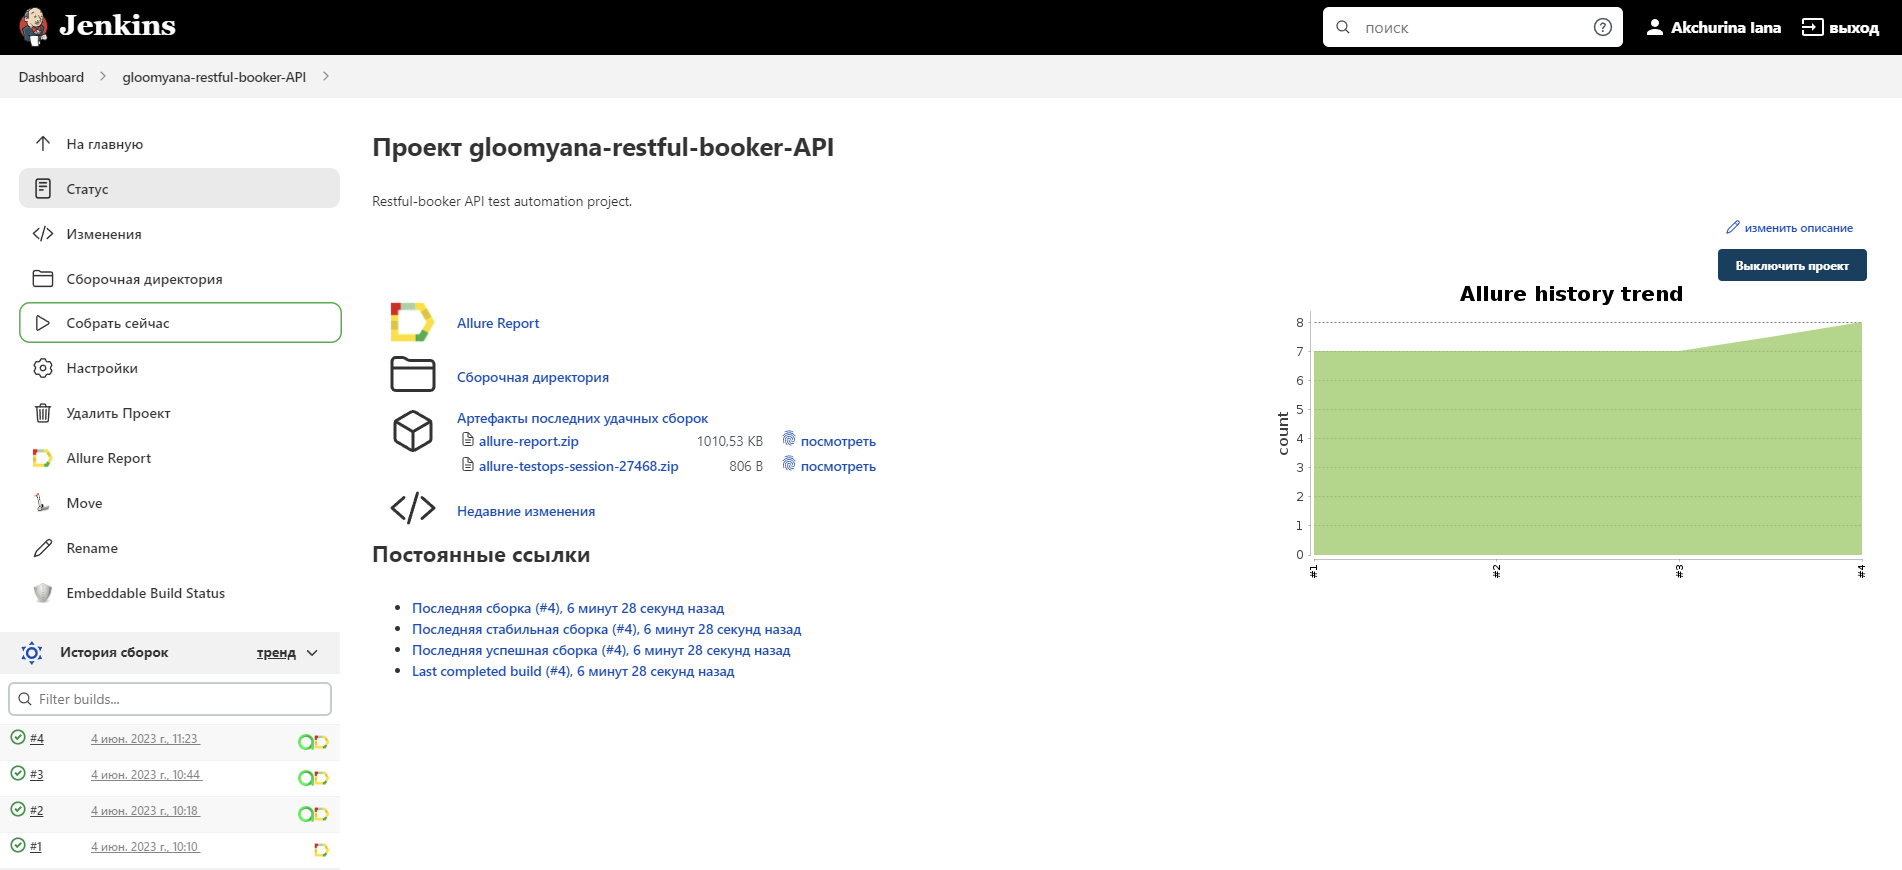 Jenkins
поиск
Akchurina Iana
выход
Dashboard
gloomyana-restful-booker-API
На главную
Статус
Изменения
Сборочная директория
Собрать сейчас
Настройки
Удалить Проект
Allure Report
Move
Rename
Embeddable Build Status
История сборок
тренд
Filter builds...
#4 4 июн. 2023 г., 11:23
#3 4 июн. 2023 г., 10:44
#2 4 июн. 2023 г., 10:18
#1 4 июн. 2023 г., 10:10
Проект gloomyana-restful-booker-API
Restful-booker API test automation project.
изменить описание
Выключить проект
Allure Report
Сборочная директория
Артефакты последних удачных сборок
allure-report.zip 1010,53 KB посмотреть
allure-testops-session-27468.zip 806 B посмотреть
Недавние изменения
Постоянные ссылки
Последняя сборка (#4), 6 минут 28 секунд назад
Последняя стабильная сборка (#4), 6 минут 28 секунд назад
Последняя успешная сборка (#4), 6 минут 28 секунд назад
Last completed build (#4), 6 минут 28 секунд назад
Allure history trend
count
8
7
6
5
4
3
2
1
0
#1 #2 #3 #4